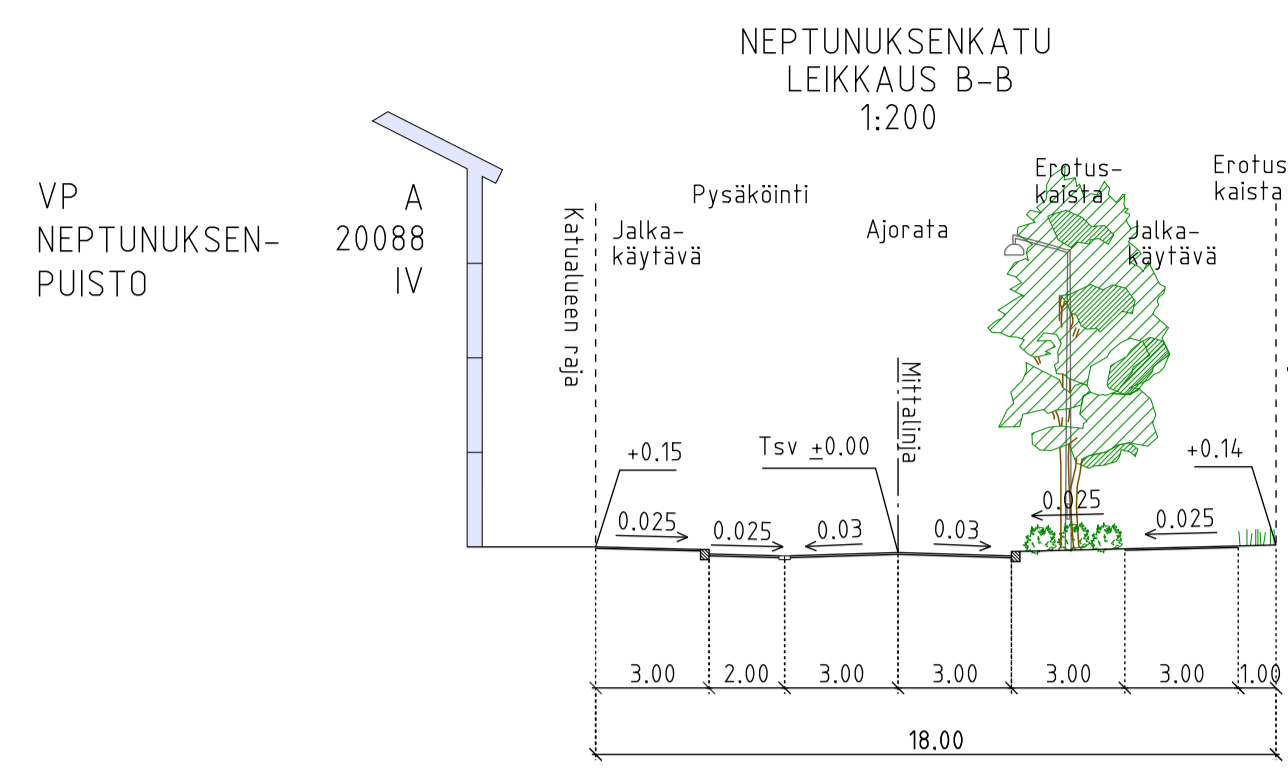 NEPTUNUKSENKATU
LEIKKAUS B-B
1:200
VP
NEPTUNUKSEN-
PUISTO
A
20088
IV
Katualueen raja
Jalka-
käytävä
Pysäköinti
Ajorata
Erotus-
kaista
Jalka-
käytävä
Erotus
kaista
Mittalinja
+0.15
Tsv ±0.00
+0.14
0.025
0.025
0.03
0.03
0.025
0.025
3.00
2.00
3.00
3.00
3.00
3.00
1.00
18.00